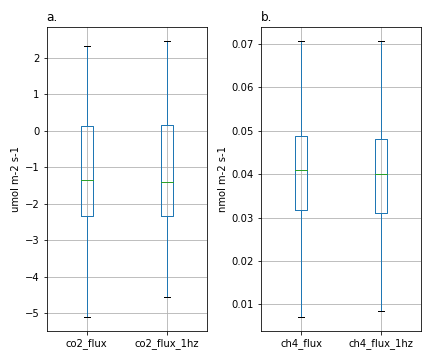 a.
b.
umol m-2 s-1
2
1
0
−1
−2
−3
−4
−5
co2_flux
co2_flux_1hz
nmol m-2 s-1
0.07
0.06
0.05
0.04
0.03
0.02
0.01
ch4_flux
ch4_flux_1hz